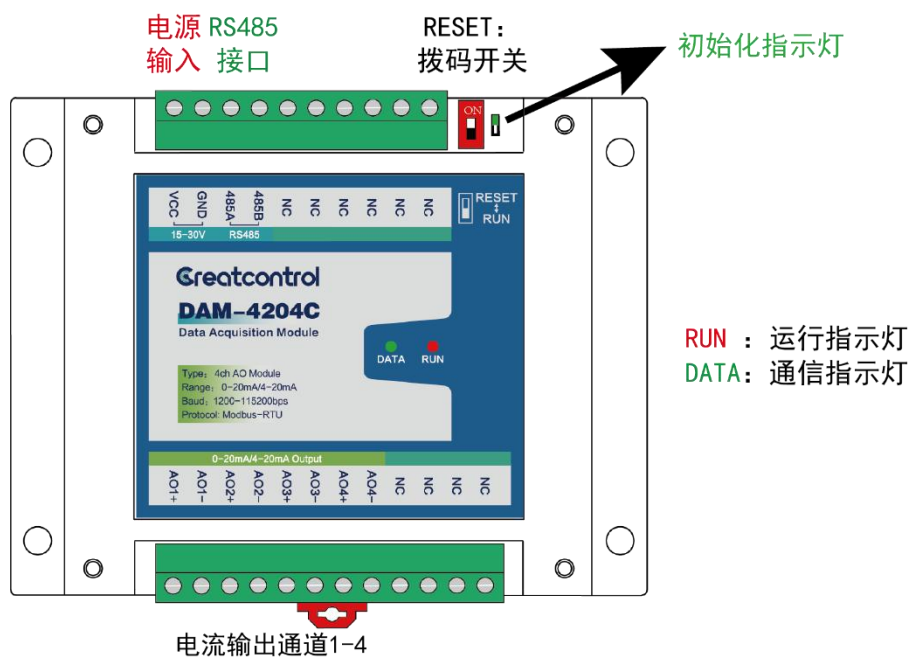 电源 RS485
输入 接口
RESET:
拨码开关
初始化指示灯
ON
VCC GND 485A 485B NC NC NC NC NC NC
15-30V RS485
RESET
RUN
Greatcontrol
DAM-4204C
Data Acquisition Module
DATA RUN
Type: 4ch AO Module
Range: 0-20mA/4-20mA
Baud: 1200-115200bps
Protocol: Modbus-RTU
RUN : 运行指示灯
DATA: 通信指示灯
0-20mA/4-20mA Output
AO1+ AO1- AO2+ AO2- AO3+ AO3- AO4+ AO4- NC NC NC NC
电流输出通道1-4